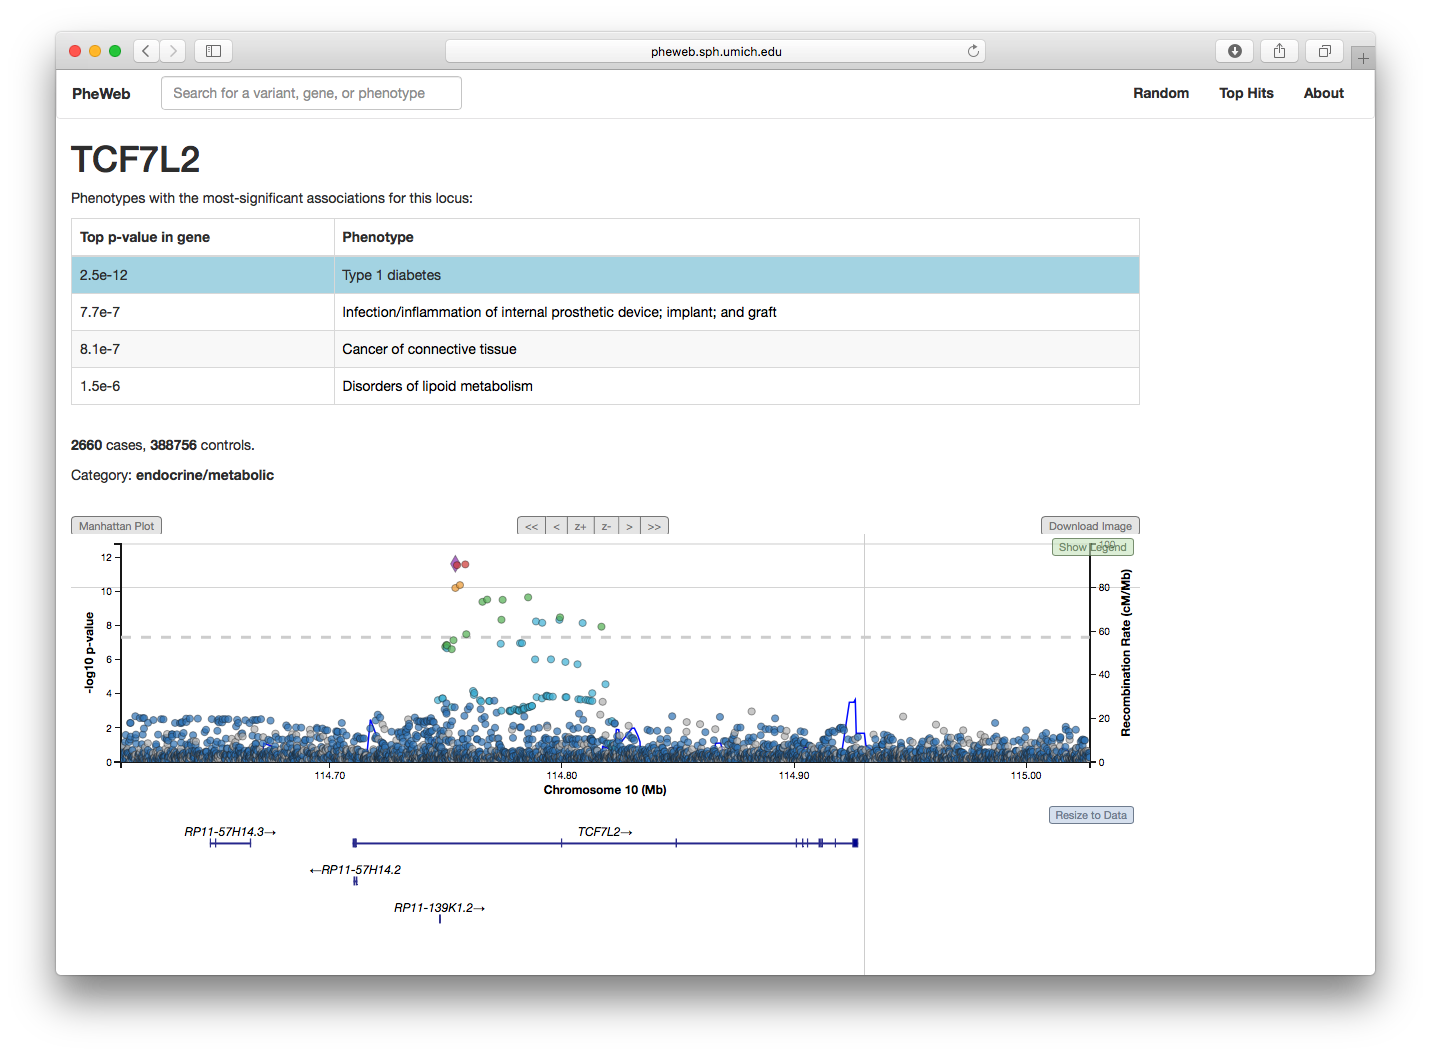 pheweb.sph.umich.edu
PheWeb Search for a variant, gene, or phenotype Random Top Hits About
TCF7L2
Phenotypes with the most-significant associations for this locus:
Top p-value in gene Phenotype
2.5e-12 Type 1 diabetes
7.7e-7 Infection/inflammation of internal prosthetic device; implant; and graft
8.1e-7 Cancer of connective tissue
1.5e-6 Disorders of lipoid metabolism
2660 cases, 388756 controls.
Category: endocrine/metabolic
Manhattan Plot << < z+ z- > >> Download Image
Show Legend
100
12
10 80
8
60
6
4 40
2 20
0 0
-log10 p-value
Recombination Rate (cM/Mb)
114.70 114.80 114.90 115.00
Chromosome 10 (Mb)
Resize to Data
RP11-57H14.3→ TCF7L2→
←RP11-57H14.2
RP11-139K1.2→